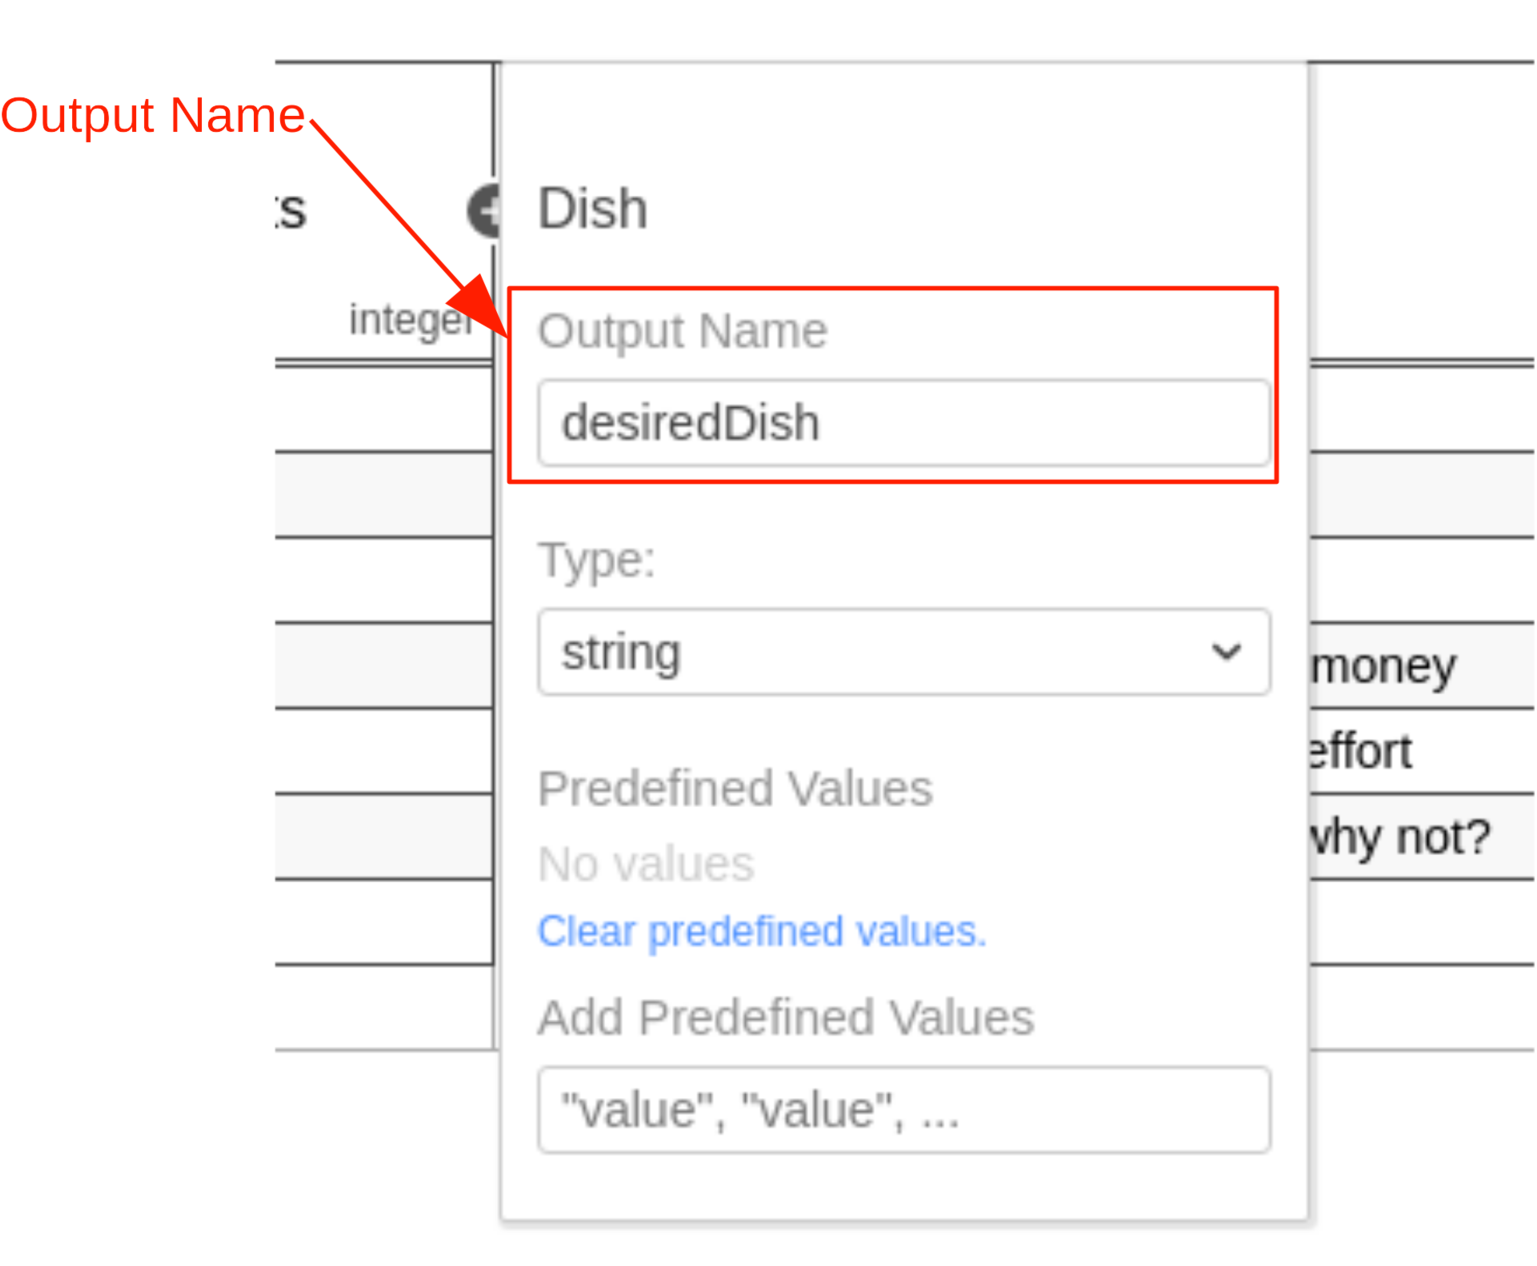 Output Name
Dish
integer
Output Name
desiredDish
Type:
string
money
effort
why not?
Predefined Values
No values
Clear predefined values.
Add Predefined Values
"value", "value", ...